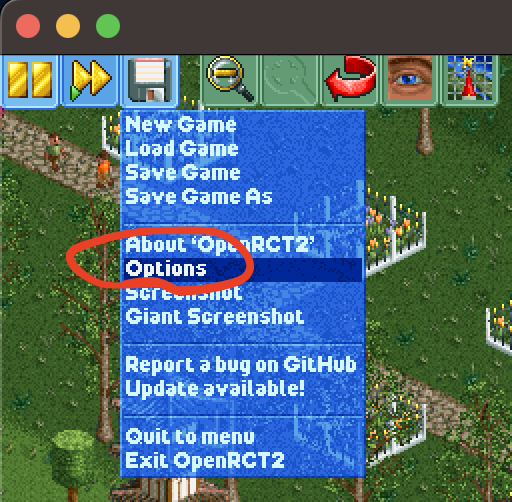 New Game
Load Game
Save Game
Save Game As
About ‘OpenRCT2’
Options
Screenshot
Giant Screenshot
Report a bug on GitHub
Update available!
Quit to menu
Exit OpenRCT2